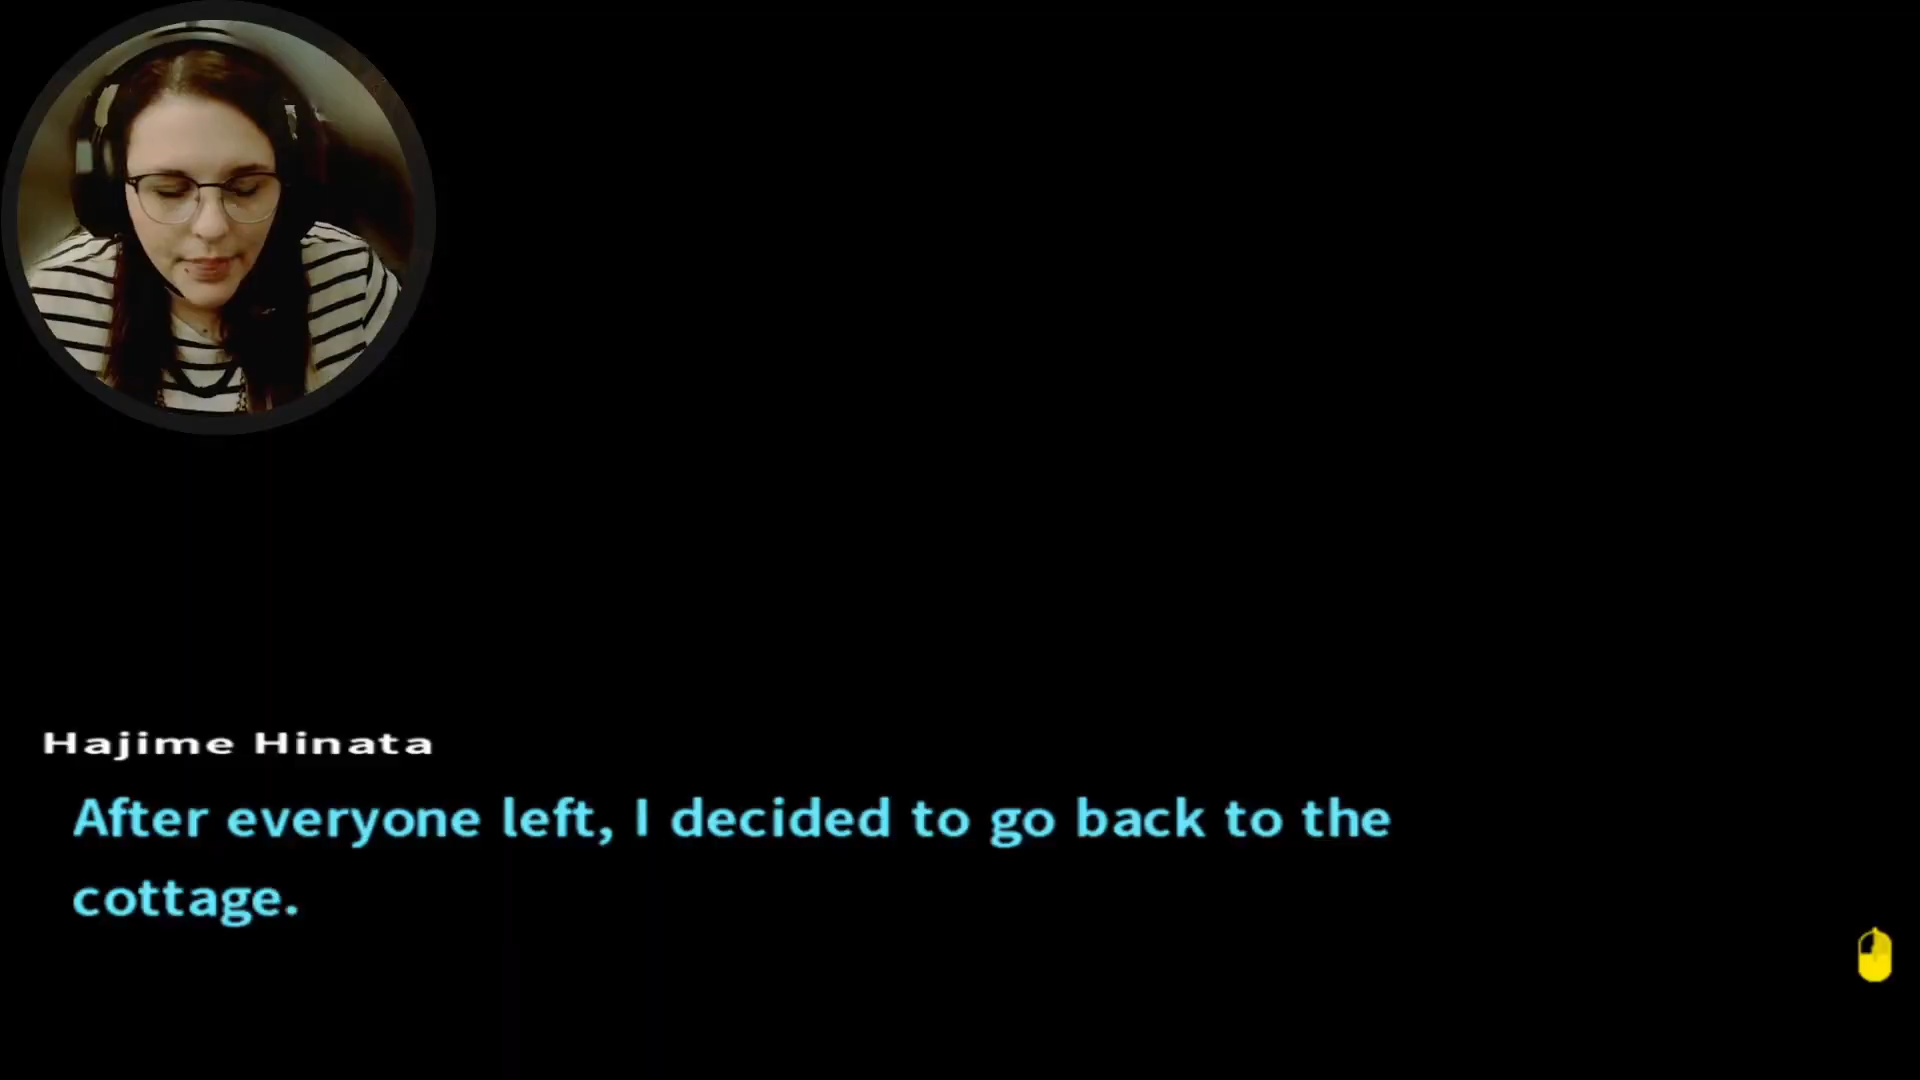 Hajime Hinata
After everyone left, I decided to go back to the
cottage.